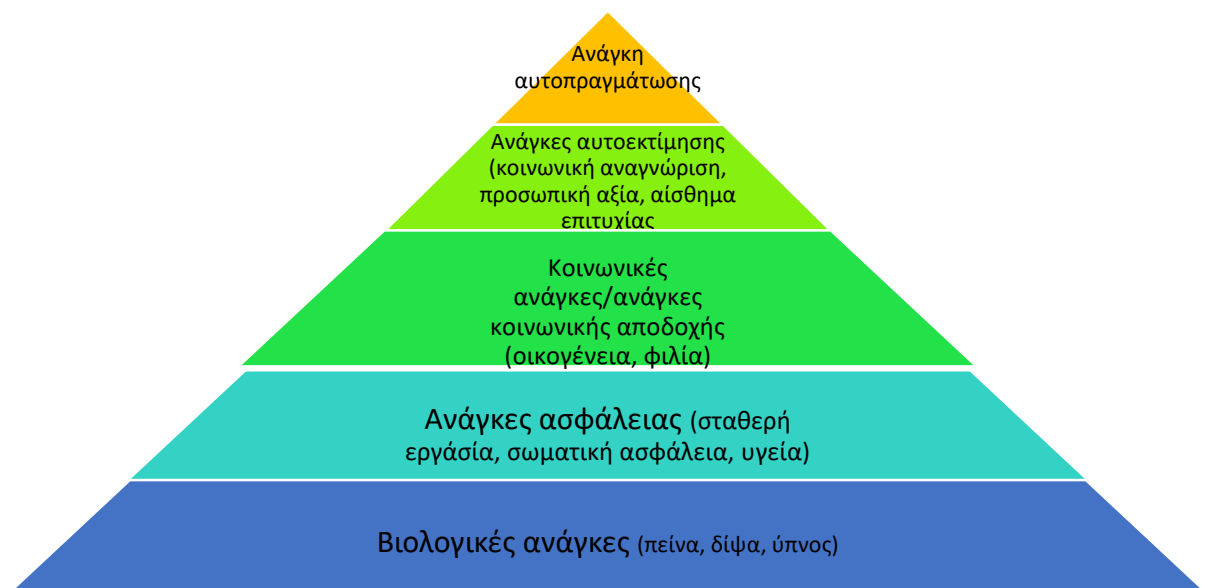 Ανάγκη
αυτοπραγμάτωσης
Ανάγκες αυτοεκτίμησης
(κοινωνική αναγνώριση,
προσωπική αξία, αίσθημα
επιτυχίας
Κοινωνικές
ανάγκες/ανάγκες
κοινωνικής αποδοχής
(οικογένεια, φιλία)
Ανάγκες ασφάλειας (σταθερή
εργάσία, σωματική ασφάλεια, υγεία)
Βιολογικές ανάγκες (πείνα, δίψα, ύπνος)